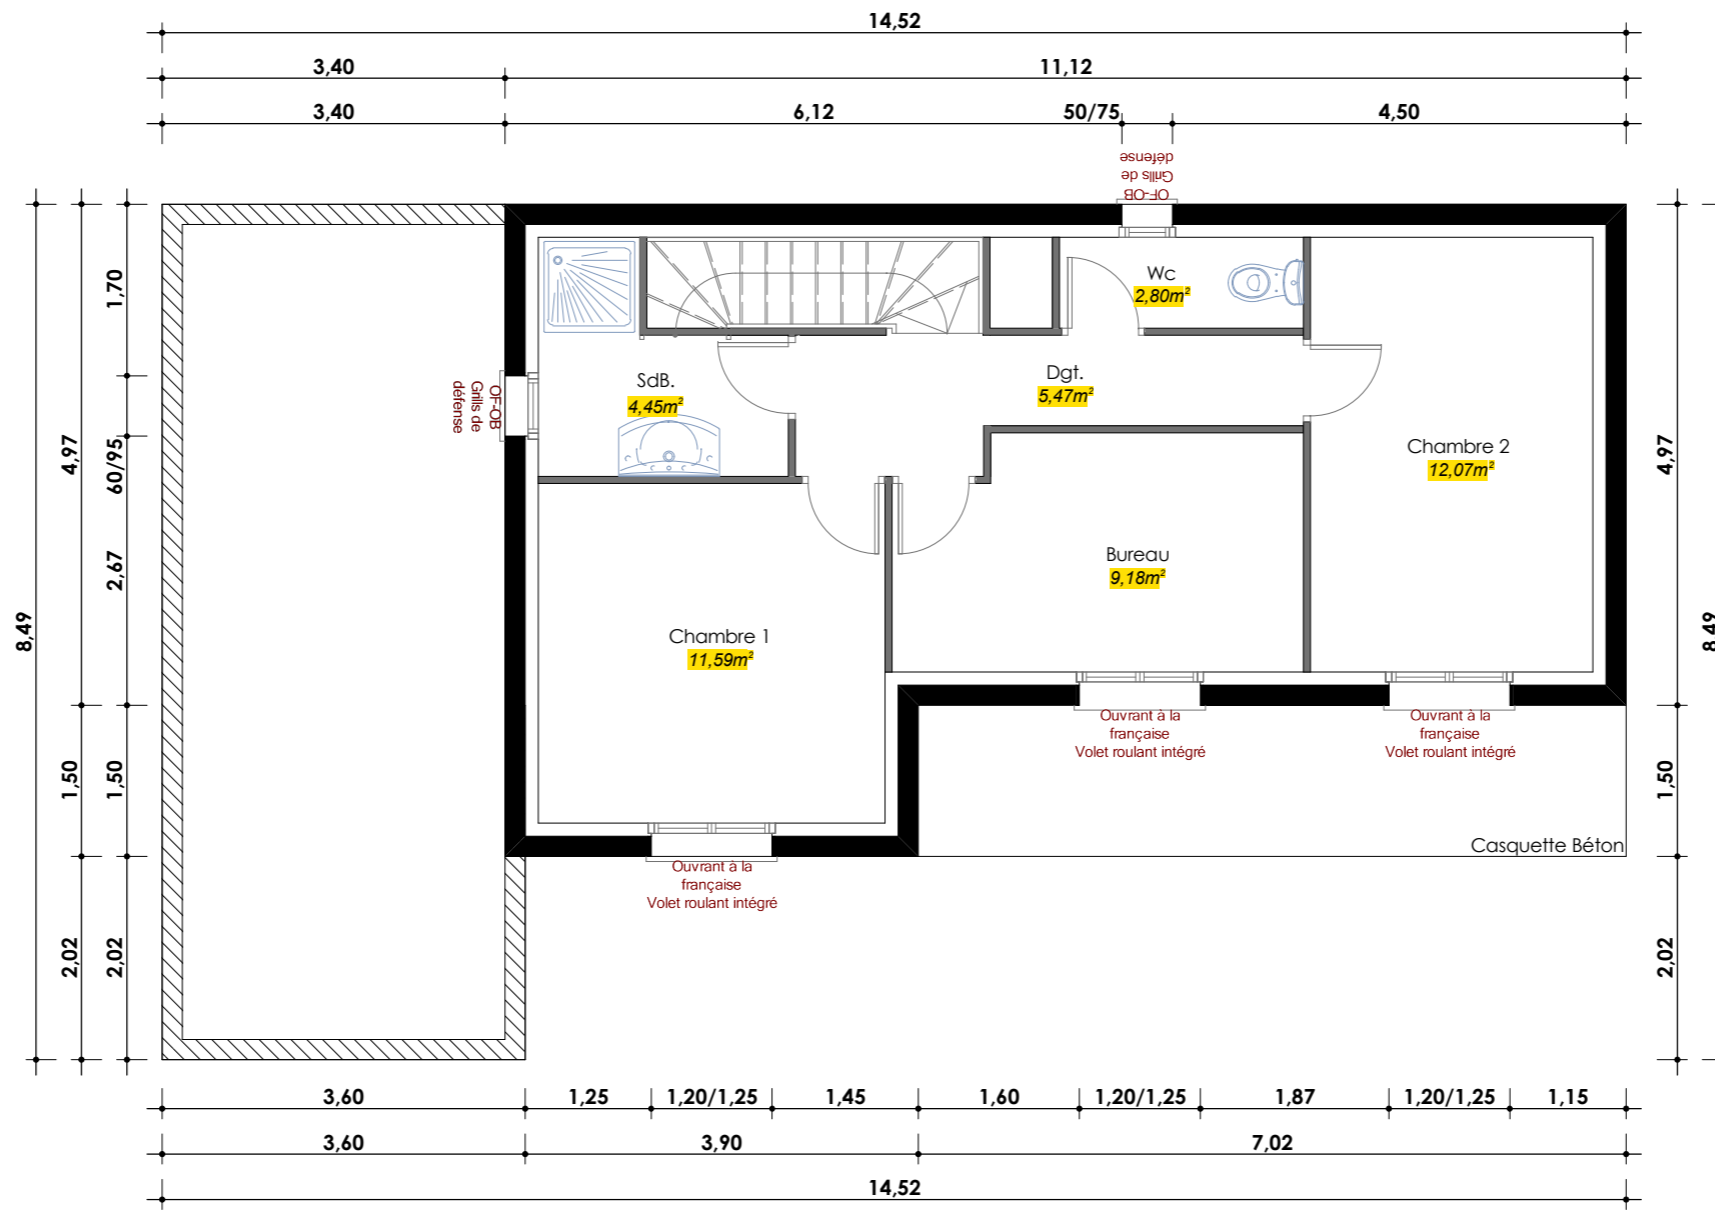 14,52
3,40
11,12
3,40
6,12
50/75
4,50
OF-OB
Grills de
défense
8,49
4,97
1,50
2,02
1,70
60/95
2,67
1,50
2,02
OF-OB
Grills de
défense
SdB.
4,45m²
Wc
2,80m²
Dgt.
5,47m²
Chambre 2
12,07m²
Bureau
9,18m²
Chambre 1
11,59m²
Ouvrant à la
française
Volet roulant intégré
Ouvrant à la
française
Volet roulant intégré
Ouvrant à la
française
Volet roulant intégré
Casquette Béton
4,97
1,50
2,02
8,49
3,60
1,25
1,20/1,25
1,45
1,60
1,20/1,25
1,87
1,20/1,25
1,15
3,60
3,90
7,02
14,52